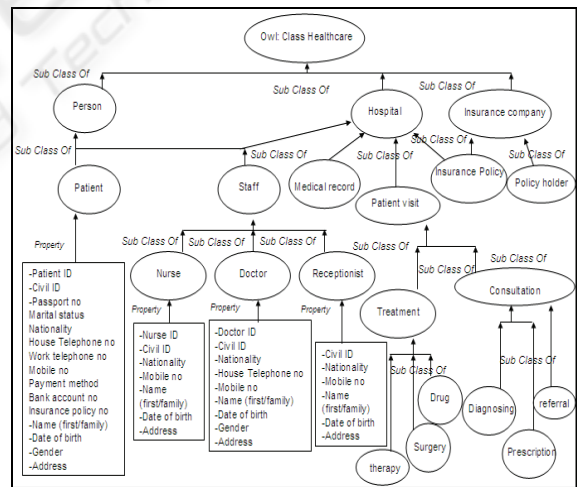 Owl: Class Healthcare
Sub Class Of
Sub Class Of
Sub Class Of
Person
Hospital
Insurance company
Sub Class Of
Sub Class Of
Sub Class Of
Sub Class Of
Sub Class Of
Patient
Staff
Medical record
Patient visit
Insurance Policy
Policy holder
Property
Sub Class Of
Sub Class Of
Sub Class Of
Sub Class Of
Sub Class Of
Nurse
Doctor
Receptionist
Treatment
Consultation
Property
Property
Property
-Patient ID
-Civil ID
-Passport no
Marital status
Nationality
House Telephone no
Work telephone no
Mobile no
Payment method
Bank account no
Insurance policy no
-Name (first/family)
-Date of birth
-Gender
-Address
-Nurse ID
-Civil ID
-Nationality
-Mobile no
-Name
(first/family)
-Date of birth
-Address
-Doctor ID
-Civil ID
-Nationality
-House Telephone no
-Mobile no
-Name (first/family)
-Date of birth
-Gender
-Address
-Civil ID
-Nationality
-Mobile no
-Name
(first/family)
-Date of birth
-Address
Sub Class Of
Sub Class Of
therapy
Surgery
Drug
Diagnosing
Prescription
referral